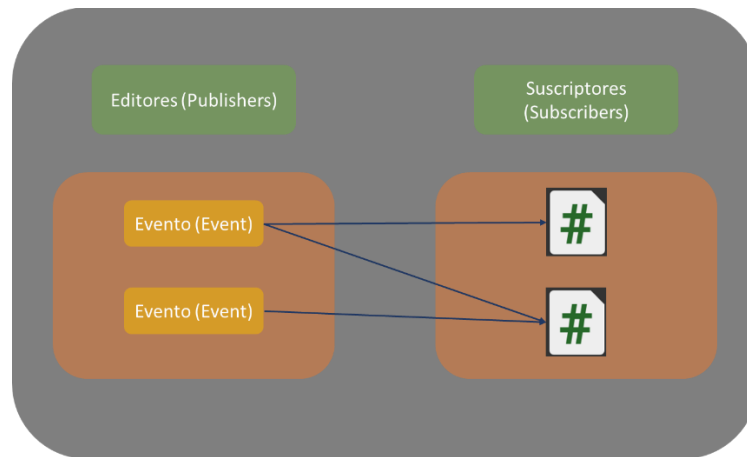 Editores (Publishers)
Suscriptores
(Subscribers)
Evento (Event)
#
Evento (Event)
#